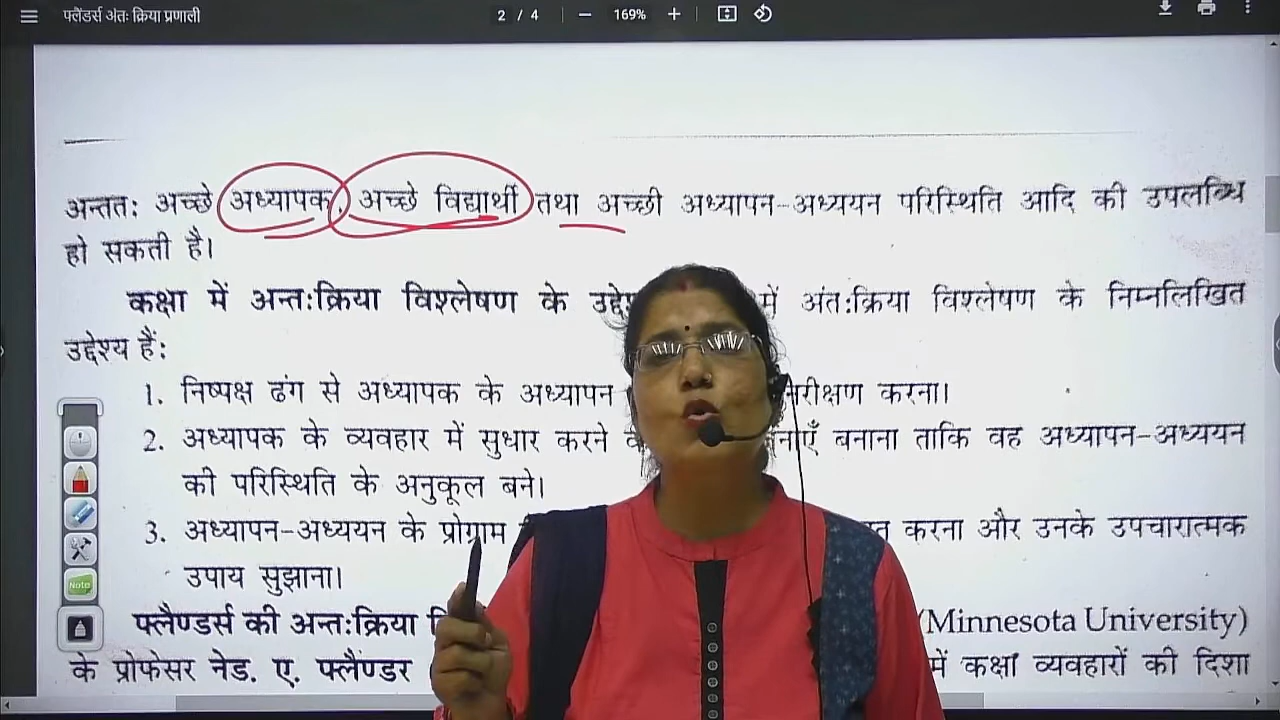 फ्लैंडर्स अंतः क्रिया प्रणाली
2 / 4
169%
अन्ततः अच्छे अध्यापक, अच्छे विद्यार्थी तथा अच्छी अध्यापन-अध्ययन परिस्थिति आदि की उपलब्धि
हो सकती है।
कक्षा में अन्तःक्रिया विश्लेषण के में अंतःक्रिया विश्लेषण के निम्नलिखित
उद्देश्य हैं:
1. निष्पक्ष ढंग से अध्यापक के अध्यापन करना।
2. अध्यापक के व्यवहार में सुधार करने बनाना ताकि वह अध्यापन-अध्ययन
की परिस्थिति के अनुकूल बने।
3. अध्यापन-अध्ययन के प्रोग्राम करना और उनके उपचारात्मक
उपाय सुझाना।
Note
फ्लैण्डर्स की अन्तःक्रिया (Minnesota University)
के प्रोफेसर नेड. ए. फ्लैण्डर में कक्षा व्यवहारों की दिशा